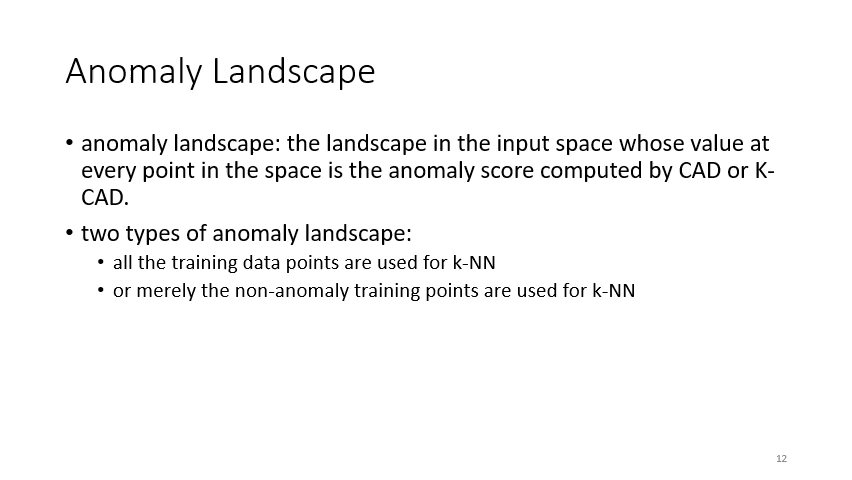 Anomaly Landscape
• anomaly landscape: the landscape in the input space whose value at
every point in the space is the anomaly score computed by CAD or K-
CAD.
• two types of anomaly landscape:
• all the training data points are used for k-NN
• or merely the non-anomaly training points are used for k-NN
12